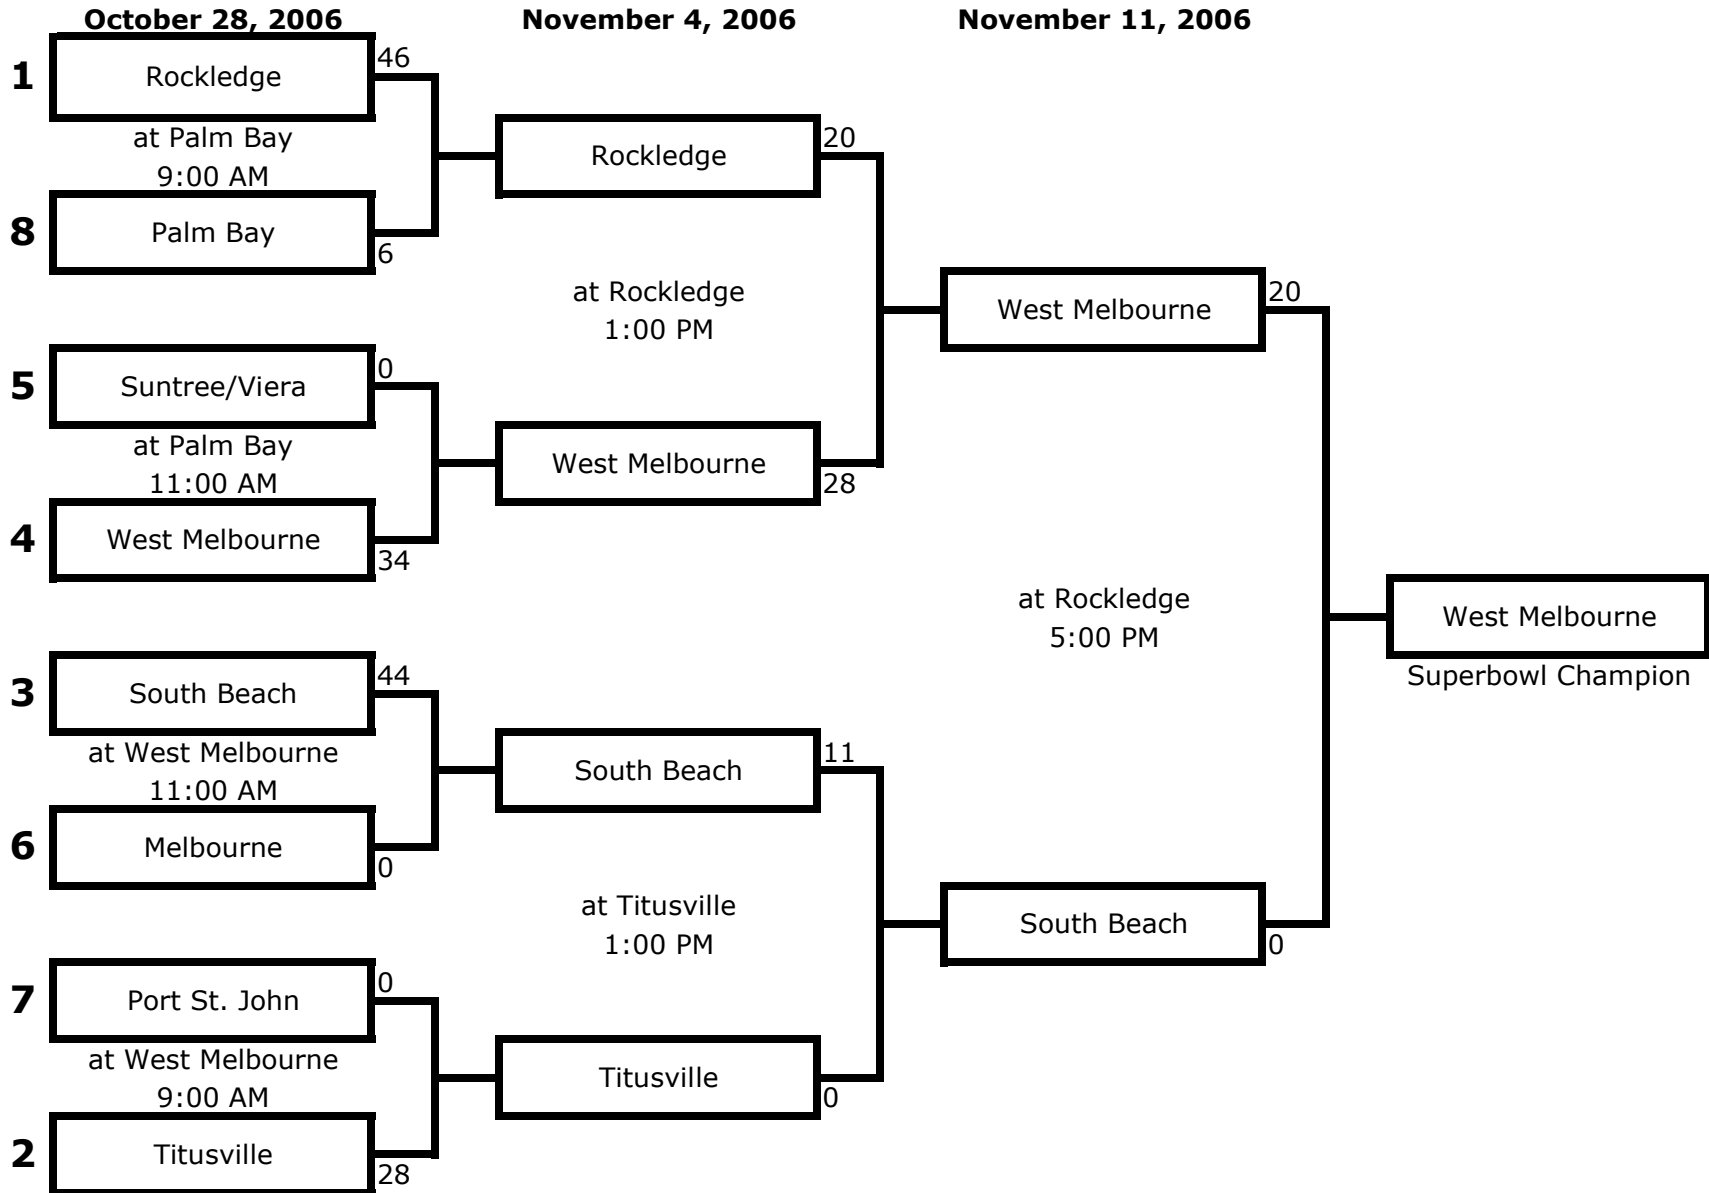 October 28, 2006
November 4, 2006
November 11, 2006
1
Rockledge
46
at Palm Bay
9:00 AM
8
Palm Bay
6
5
Suntree/Viera
0
at Palm Bay
11:00 AM
4
West Melbourne
34
3
South Beach
44
at West Melbourne
11:00 AM
6
Melbourne
0
7
Port St. John
0
at West Melbourne
9:00 AM
2
Titusville
28
Rockledge
20
at Rockledge
1:00 PM
West Melbourne
28
South Beach
11
at Titusville
1:00 PM
Titusville
0
West Melbourne
20
at Rockledge
5:00 PM
South Beach
0
West Melbourne
Superbowl Champion